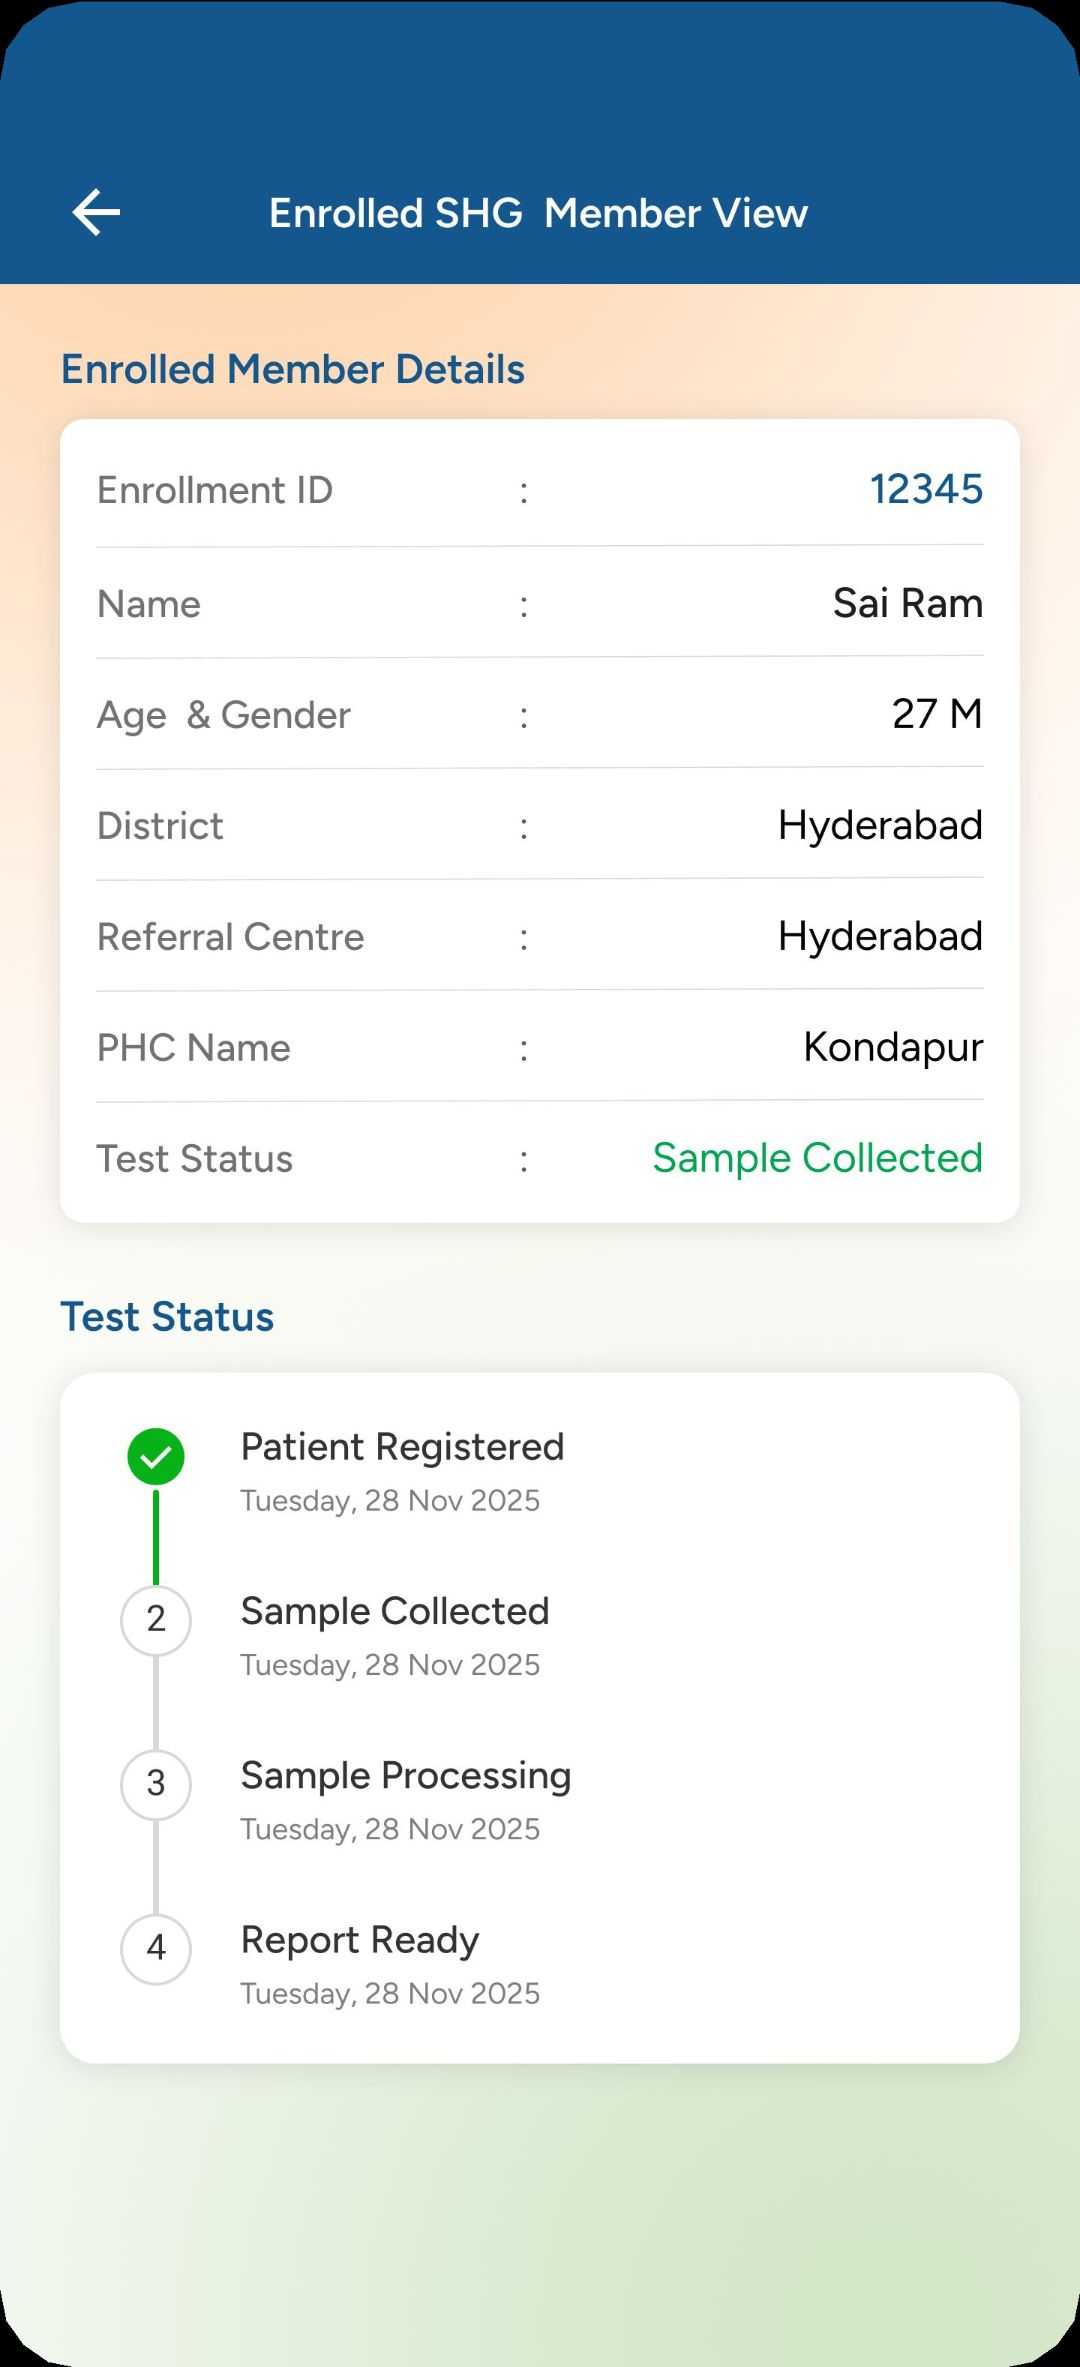 Enrolled SHG  Member View
Enrolled Member Details
Enrollment ID : 12345
Name : Sai Ram
Age  & Gender : 27 M
District : Hyderabad
Referral Centre : Hyderabad
PHC Name : Kondapur
Test Status : Sample Collected
Test Status
Patient Registered
Tuesday, 28 Nov 2025
2 Sample Collected
Tuesday, 28 Nov 2025
3 Sample Processing
Tuesday, 28 Nov 2025
4 Report Ready
Tuesday, 28 Nov 2025